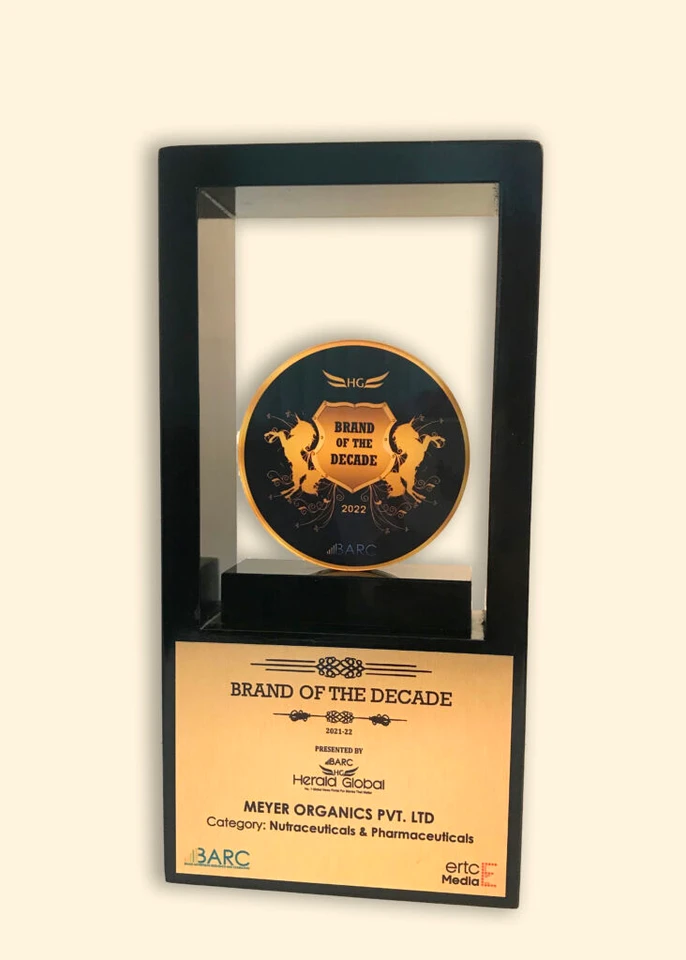 HG
BRAND
OF THE
DECADE
2022
BARC
BRAND OF THE DECADE
2021-22
PRESENTED BY
BARC
HG
Herald Global
MEYER ORGANICS PVT. LTD
Category: Nutraceuticals & Pharmaceuticals
BARC
ertc E
Media